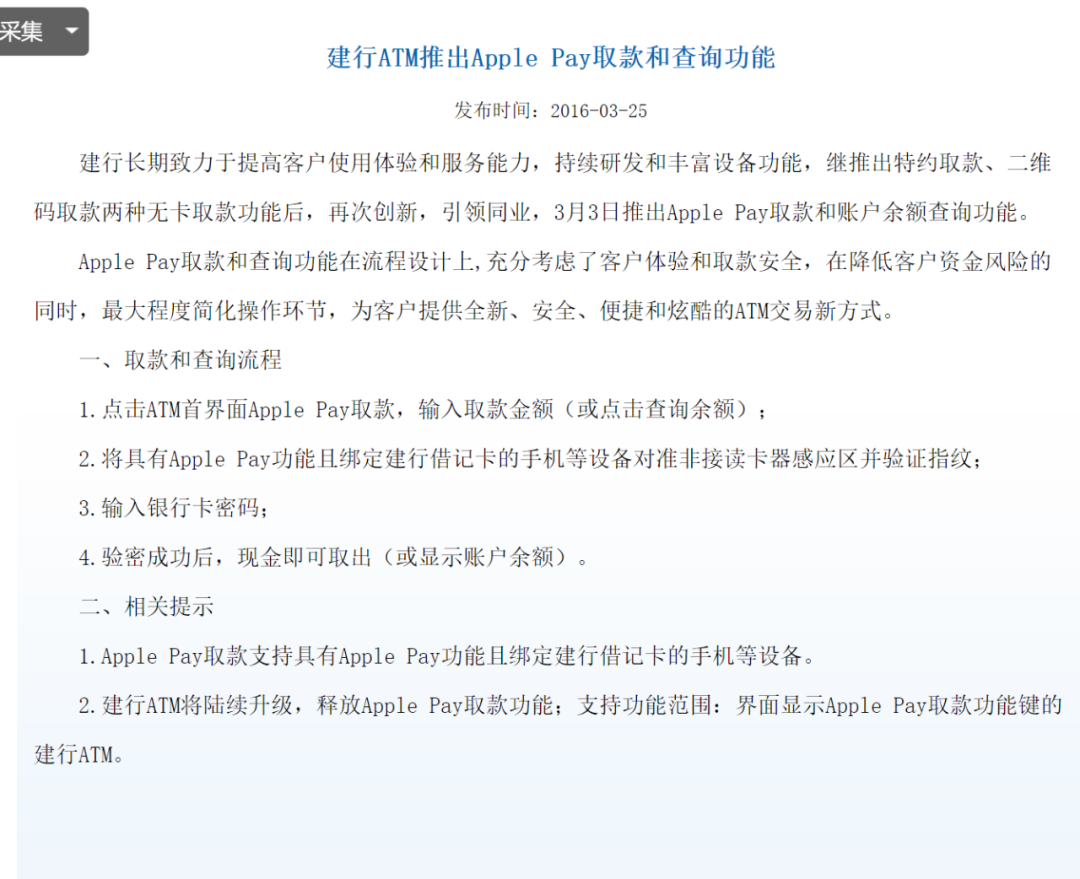 采集
建行ATM推出Apple Pay取款和查询功能
发布时间：2016-03-25
建行长期致力于提高客户使用体验和服务能力，持续研发和丰富设备功能，继推出特约取款、二维
码取款两种无卡取款功能后，再次创新，引领同业，3月3日推出Apple Pay取款和账户余额查询功能。
Apple Pay取款和查询功能在流程设计上,充分考虑了客户体验和取款安全，在降低客户资金风险的
同时，最大程度简化操作环节，为客户提供全新、安全、便捷和炫酷的ATM交易新方式。
一、取款和查询流程
1.点击ATM首界面Apple Pay取款，输入取款金额（或点击查询余额）；
2.将具有Apple Pay功能且绑定建行借记卡的手机等设备对准非接读卡器感应区并验证指纹；
3.输入银行卡密码；
4.验密成功后，现金即可取出（或显示账户余额）。
二、相关提示
1.Apple Pay取款支持具有Apple Pay功能且绑定建行借记卡的手机等设备。
2.建行ATM将陆续升级，释放Apple Pay取款功能；支持功能范围：界面显示Apple Pay取款功能键的
建行ATM。